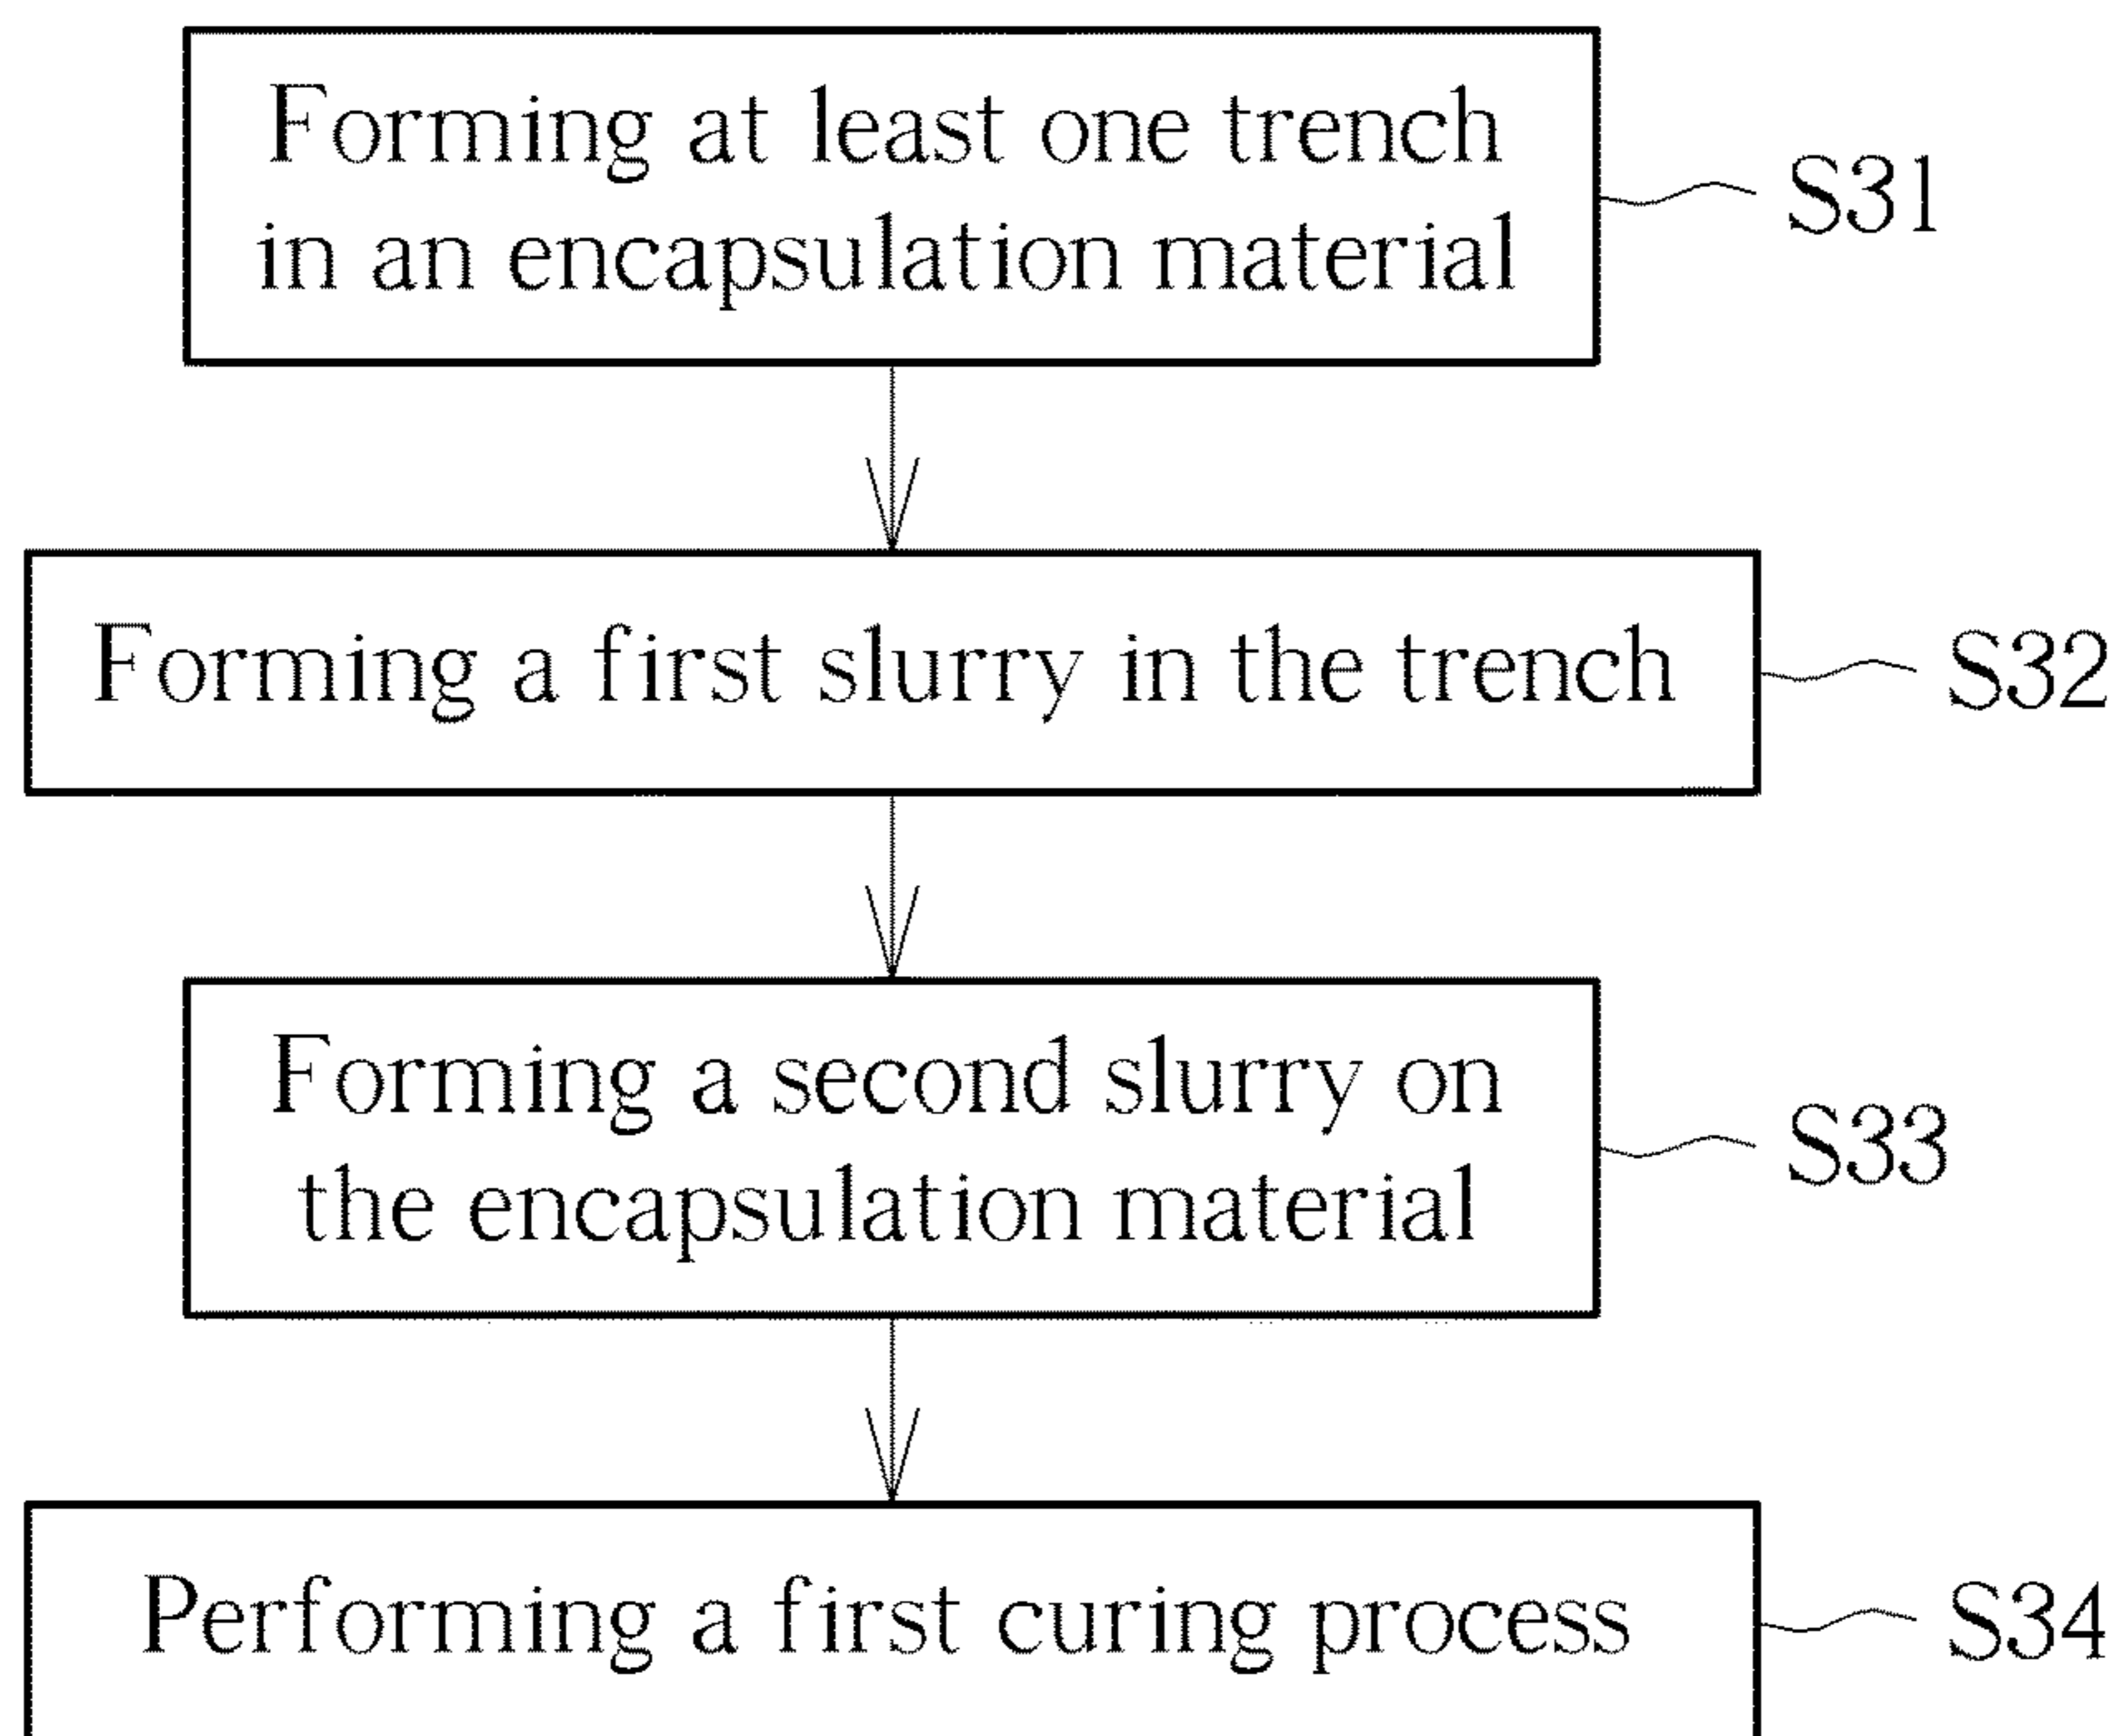 Forming at least one trench
in an encapsulation material
S31
Forming a first slurry in the trench
S32
Forming a second slurry on
the encapsulation material
S33
Performing a first curing process
S34